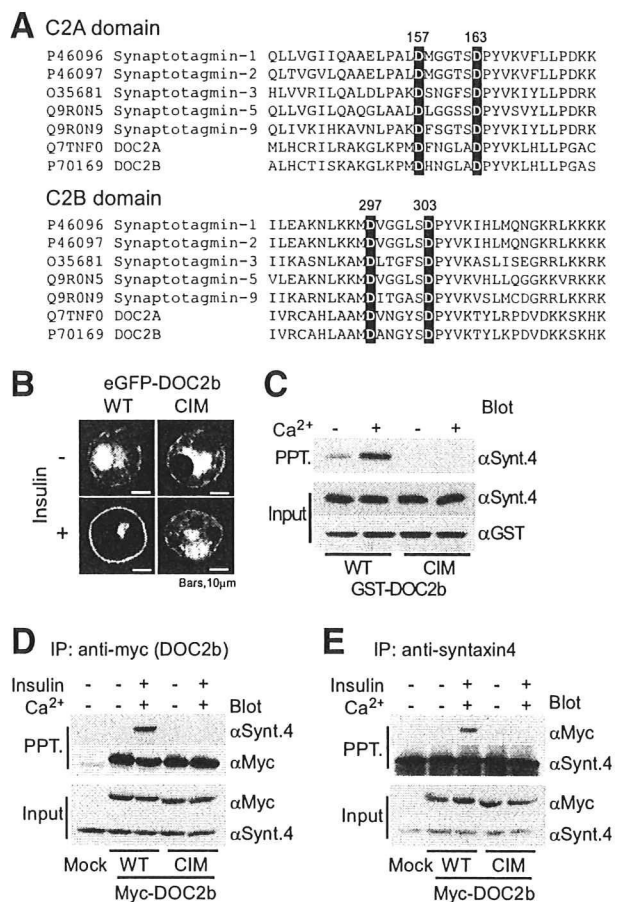 A C2A domain
157 163
P46096 Synaptotagmin-1 QLLVGIIQAAELPALDMGGTSDPYVKVFLLPDKK
P46097 Synaptotagmin-2 QLTVGVLQAAELPALDMGGTSDPYVKVFLLPDKK
O35681 Synaptotagmin-3 HLVVRILQALDLPAKDSNGFSDPYVKIYLLPDRK
Q9R0N5 Synaptotagmin-5 QLLVGILQAQGLAALDLGGSSDPYVSVYLLPDKR
Q9R0N9 Synaptotagmin-9 QLIVKIHKAVNLPAKDFSGTSDPYVKIYLLPDRK
Q7TNF0 DOC2A MLHCRILRAKGLKPMDFNGLADPYVKLHLLPGAC
P70169 DOC2B ALHCTISKAKGLKPMDHNGLADPYVKLHLLPGAS
C2B domain
297 303
P46096 Synaptotagmin-1 ILEAKNLKKMDVGGLSDPYVKIHLMQNGKRLKKKK
P46097 Synaptotagmin-2 ILEAKNLKKMDVGGLSDPYVKIHLMQNGKRLKKKK
O35681 Synaptotagmin-3 IIKASNLKAMDLTGFSDPYVKASLISEGRRLKKRK
Q9R0N5 Synaptotagmin-5 VLEAKNLKKMDVGGLSDPYVKVHLLQGGKKVRKKK
Q9R0N9 Synaptotagmin-9 IIKARNLKAMDITGASDPYVKVSLMCDGRRLKKRK
Q7TNF0 DOC2A IVRCAHLAAMDVNGYSDPYVKTYLRPDVDKKSKHK
P70169 DOC2B IVRCAHLAAMDANGYSDPYVKTYLKPDVDKKSKHK
B
eGFP-DOC2b
WT CIM
Insulin
-
+
Bars,10μm
C
Ca2+ - + - + Blot
PPT. αSynt.4
Input αSynt.4
αGST
WT CIM
GST-DOC2b
D IP: anti-myc (DOC2b)
Insulin - - + - +
Ca2+ - - + - + Blot
PPT. αSynt.4
αMyc
Input αMyc
αSynt.4
Mock WT CIM
Myc-DOC2b
E IP: anti-syntaxin4
Insulin - - + - +
Ca2+ - - + - + Blot
PPT. αMyc
αSynt.4
Input αMyc
αSynt.4
Mock WT CIM
Myc-DOC2b